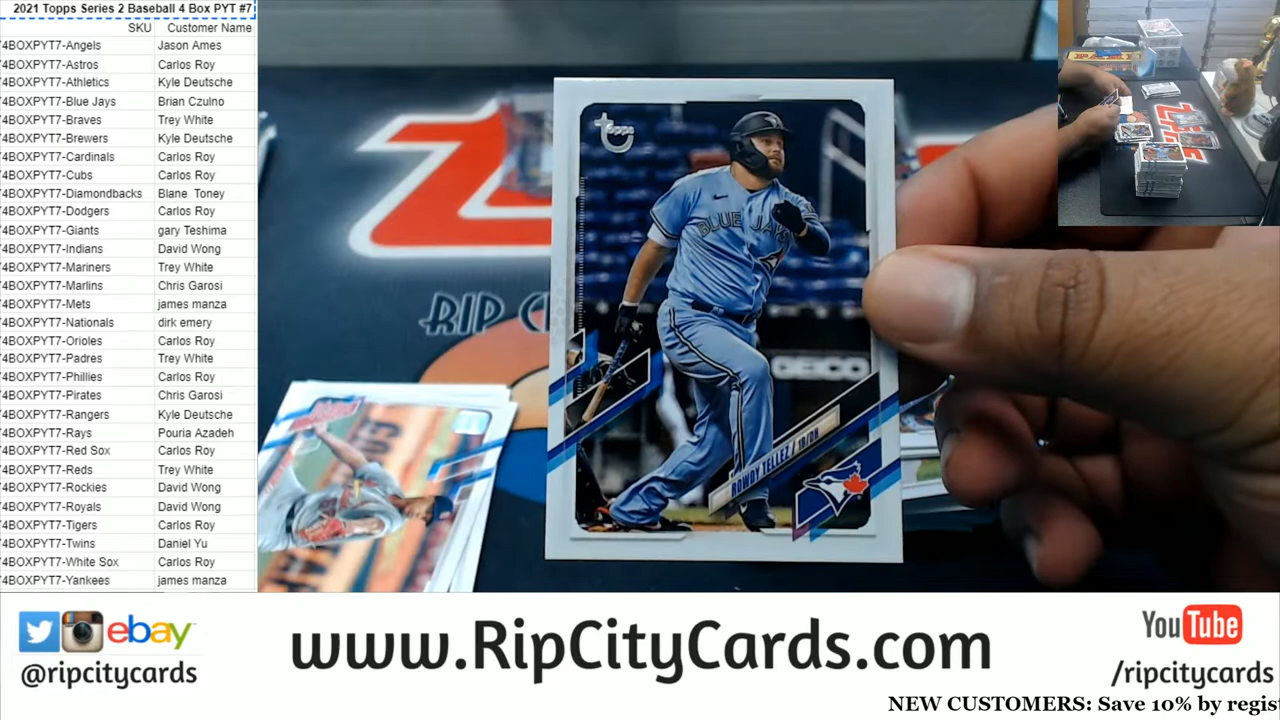 2021 Topps Series 2 Baseball 4 Box PYT #7
SKU Customer Name
4BOXPYT7-Angels Jason Ames
4BOXPYT7-Astros Carlos Roy
4BOXPYT7-Athletics Kyle Deutsche
4BOXPYT7-Blue Jays Brian Czulno
4BOXPYT7-Braves Trey White
4BOXPYT7-Brewers Kyle Deutsche
4BOXPYT7-Cardinals Carlos Roy
4BOXPYT7-Cubs Carlos Roy
4BOXPYT7-Diamondbacks Blane Toney
4BOXPYT7-Dodgers Carlos Roy
4BOXPYT7-Giants gary Teshima
4BOXPYT7-Indians David Wong
4BOXPYT7-Mariners Trey White
4BOXPYT7-Marlins Chris Garosi
4BOXPYT7-Mets james manza
4BOXPYT7-Nationals dirk emery
4BOXPYT7-Orioles Carlos Roy
4BOXPYT7-Padres Trey White
4BOXPYT7-Phillies Carlos Roy
4BOXPYT7-Pirates Chris Garosi
4BOXPYT7-Rangers Kyle Deutsche
4BOXPYT7-Rays Pouria Azadeh
4BOXPYT7-Red Sox Carlos Roy
4BOXPYT7-Reds Trey White
4BOXPYT7-Rockies David Wong
4BOXPYT7-Royals David Wong
4BOXPYT7-Tigers Carlos Roy
4BOXPYT7-Twins Daniel Yu
4BOXPYT7-White Sox Carlos Roy
4BOXPYT7-Yankees james manza
Topps
BLUE JAYS
GEICO
ROWDY TELLEZ / 1B/DH
RIP C
ebay
@ripcitycards
www.RipCityCards.com
YouTube
/ripcitycards
NEW CUSTOMERS: Save 10% by regis